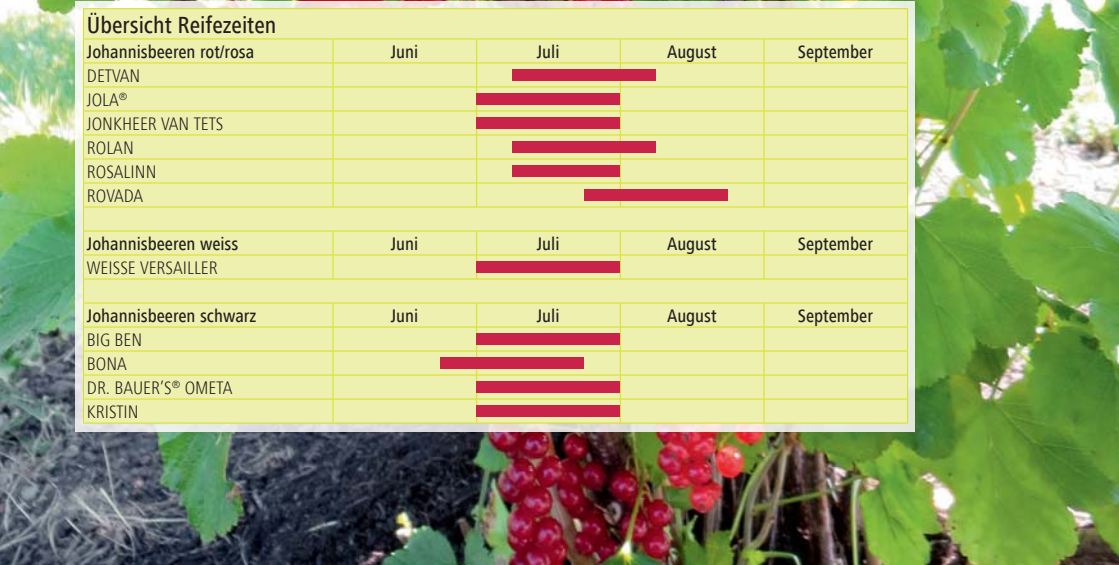 Übersicht Reifezeiten
Johannisbeeren rot/rosa Juni Juli August September
DETVAN
JOLA®
JONKHEER VAN TETS
ROLAN
ROSALINN
ROVADA
Johannisbeeren weiss Juni Juli August September
WEISSE VERSAILLER
Johannisbeeren schwarz Juni Juli August September
BIG BEN
BONA
DR. BAUER’S® OMETA
KRISTIN